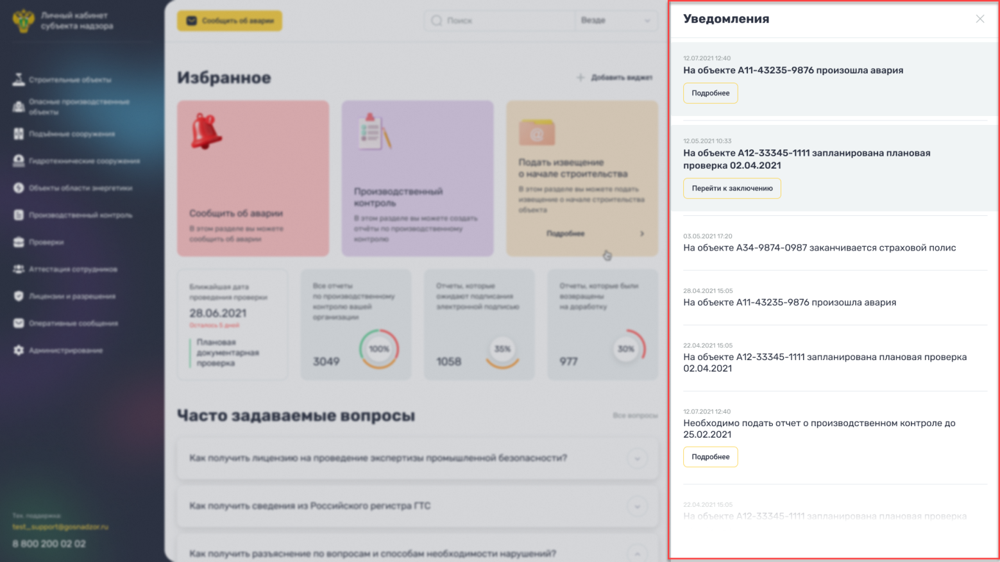 Личный кабинет
субъекта надзора
Строительные объекты
Опасные производственные
объекты
Подъёмные сооружения
Гидротехнические сооружения
Объекты области энергетики
Производственный контроль
Проверки
Аттестация сотрудников
Лицензии и разрешения
Оперативные сообщения
Администрирование
Тех. поддержка:
test_support@gosnadzor.ru
8 800 200 02 02
Сообщить об аварии
Поиск
Везде
Избранное
Добавить виджет
Сообщить об аварии
В этом разделе вы можете
сообщить об аварии
Производственный
контроль
В этом разделе вы можете создать
отчёты по производственному
контролю
Подать извещение
о начале строительства
В этом разделе вы можете подать
извещение о начале строительства
объекта
Подробнее
Ближайшая дата
проведения проверки
28.06.2021
Осталось 5 дней
Плановая
документарная
проверка
Все отчеты
по производственному
контролю вашей
организации
3049
100%
Отчеты, которые
ожидают подписания
электронной подписью
1058
35%
Отчеты, которые были
возвращены
на доработку
977
30%
Часто задаваемые вопросы
Все вопросы
Как получить лицензию на проведение экспертизы промышленной безопасности?
Как получить сведения из Российского регистра ГТС
Как получить разъяснение по вопросам и способам необходимости нарушений?
Уведомления
12.07.2021 12:40
На объекте А11-43235-9876 произошла авария
Подробнее
12.05.2021 10:33
На объекте А12-33345-1111 запланирована плановая
проверка 02.04.2021
Перейти к заключению
03.05.2021 17:20
На объекте А34-9874-0987 заканчивается страховой полис
28.04.2021 15:05
На объекте А11-43235-9876 произошла авария
22.04.2021 15:05
На объекте А12-33345-1111 запланирована плановая проверка
02.04.2021
12.07.2021 12:40
Необходимо подать отчет о производственном контроле до
25.02.2021
Подробнее
22.04.2021 15:05
На объекте А12-33345-1111 запланирована плановая проверка